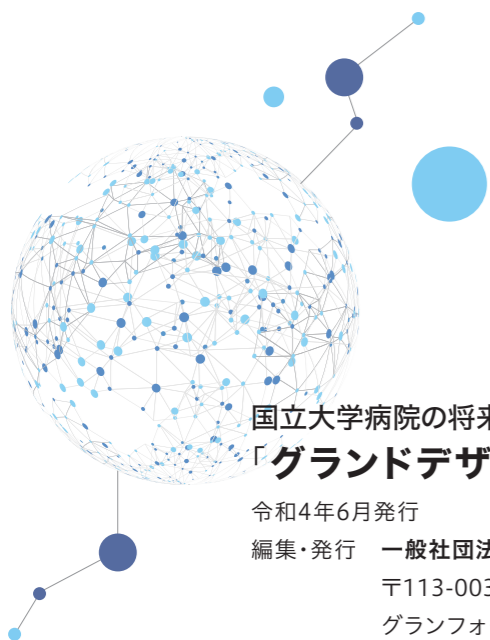 国立大学病院の将来
「グランドデザ
令和4年6月発行
編集・発行 一般社団法
〒113-003
グランフォ